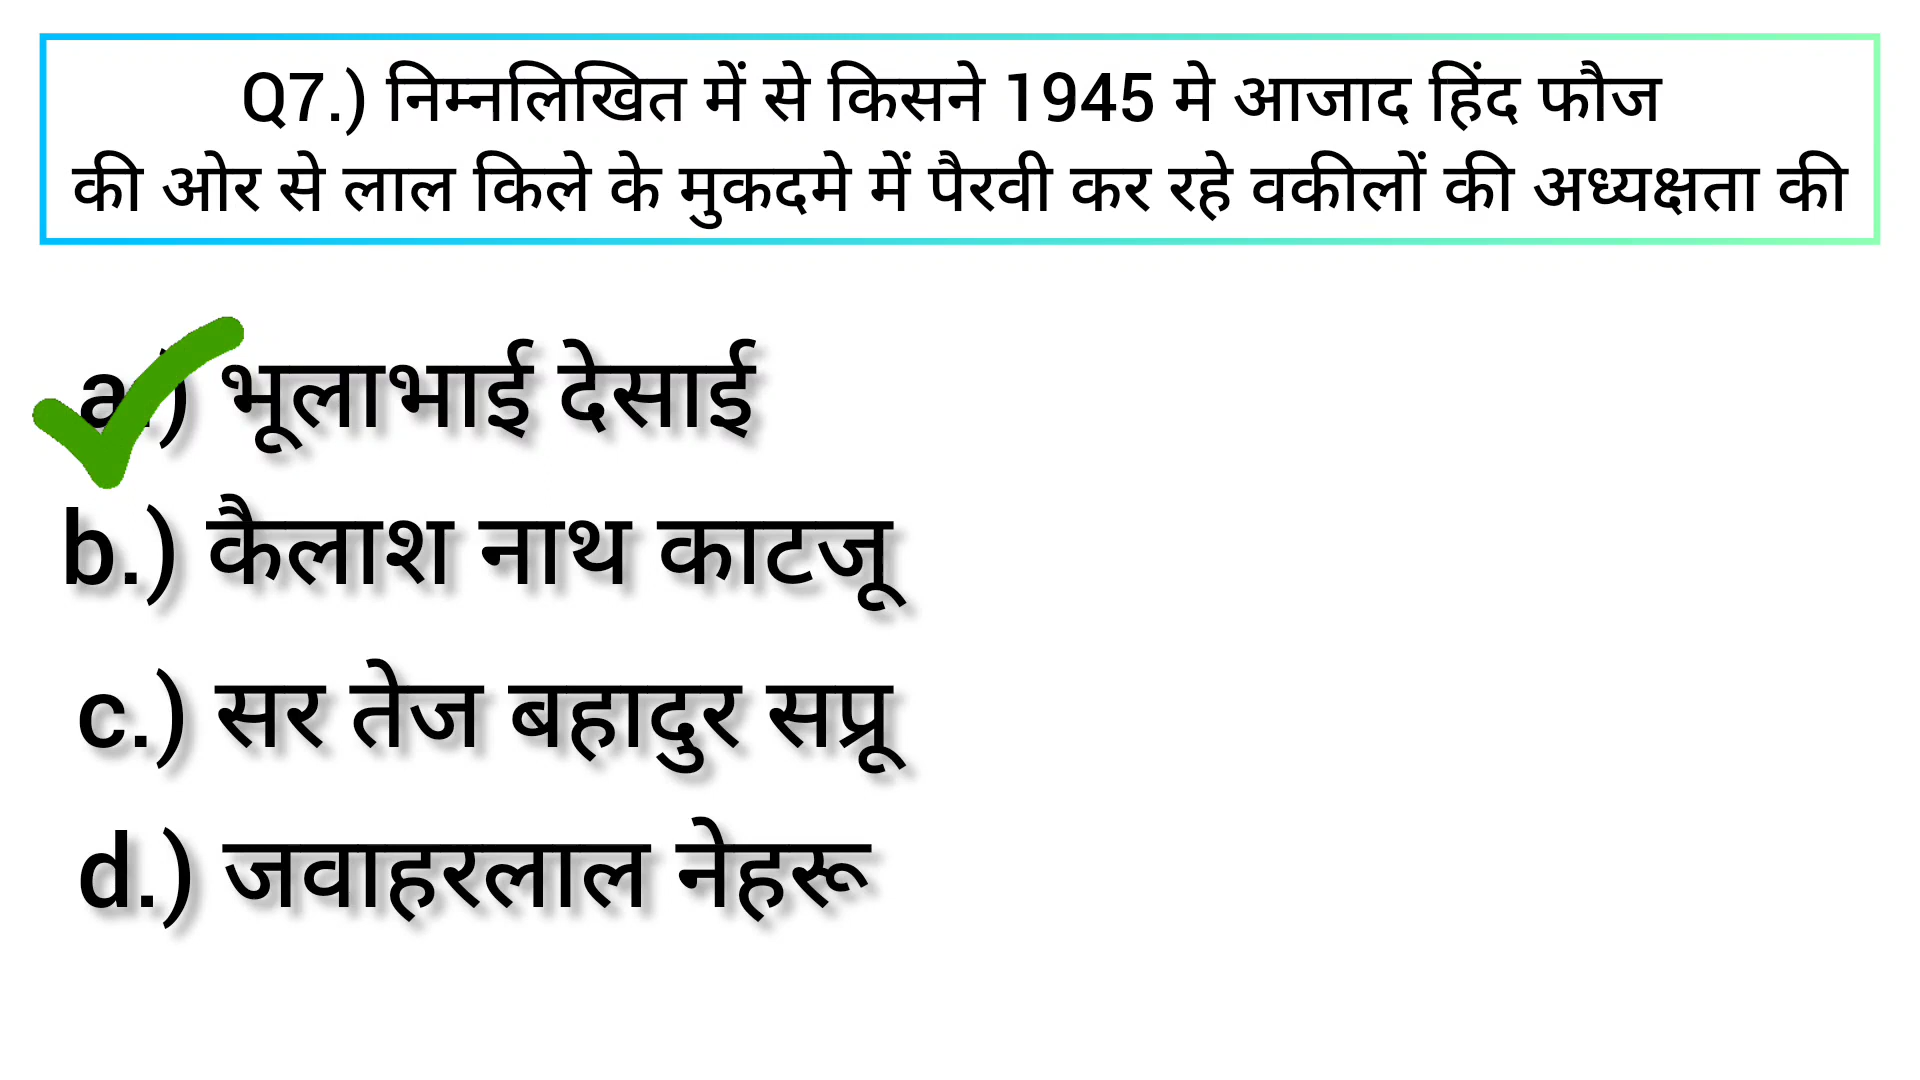 Q7.) निम्नलिखित में से किसने 1945 मे आजाद हिंद फौज
की ओर से लाल किले के मुकदमे में पैरवी कर रहे वकीलों की अध्यक्षता की
a.) भूलाभाई देसाई
b.) कैलाश नाथ काटजू
c.) सर तेज बहादुर सप्रू
d.) जवाहरलाल नेहरू